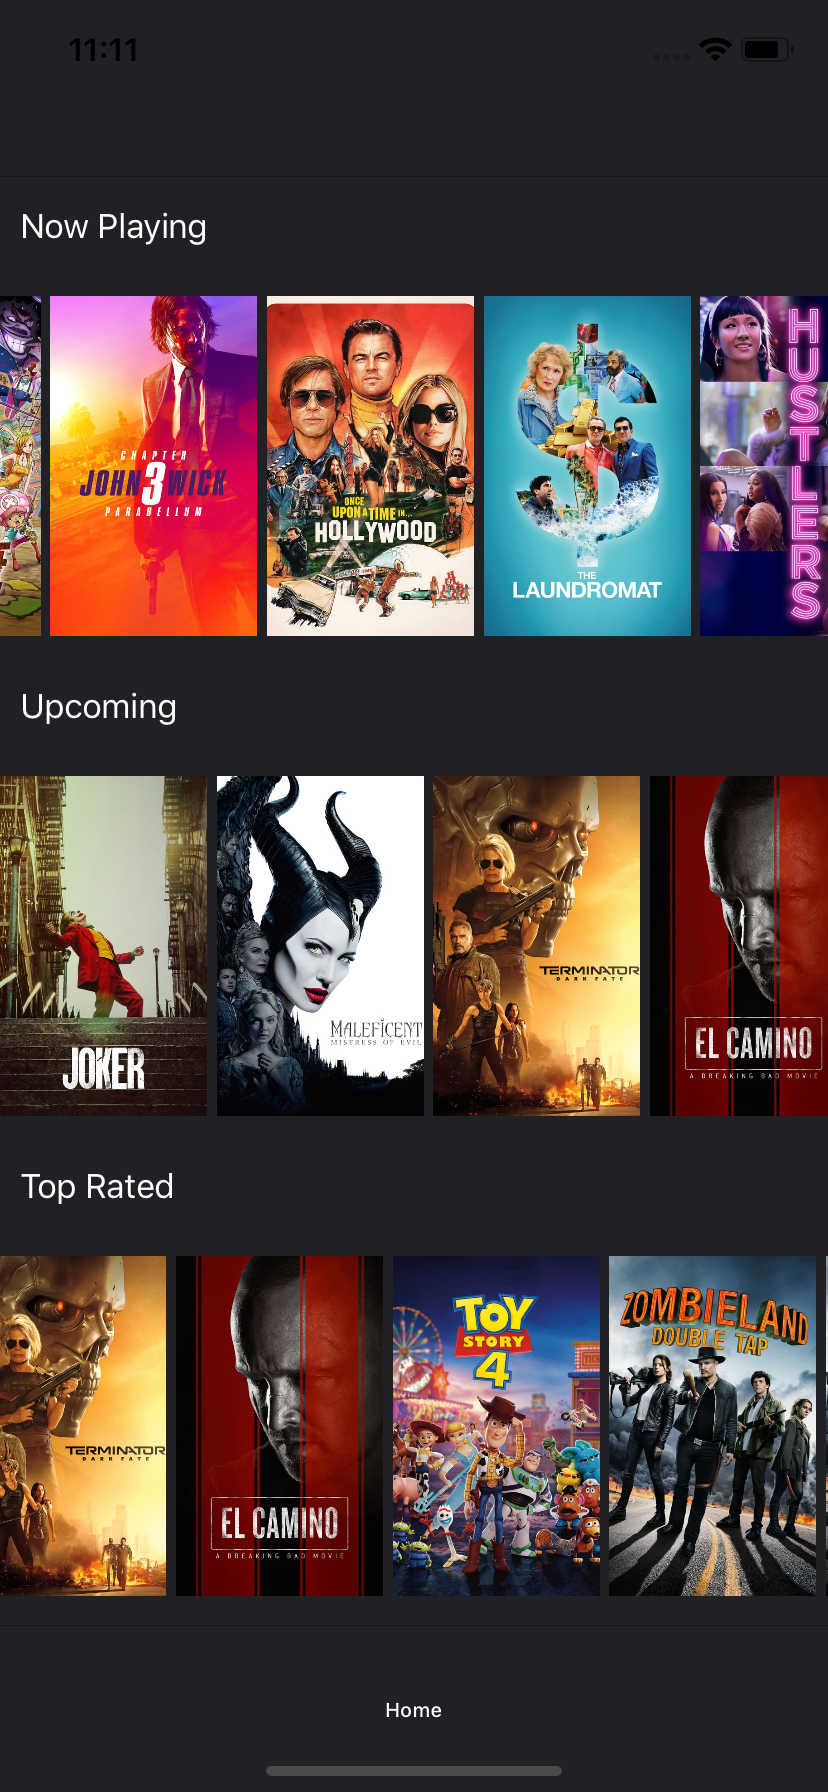 11:11
Now Playing
CHAPTER
JOHN 3 WICK
PARABELLUM
ONCE
UPON A TIME IN...
HOLLYWOOD
THE
LAUNDROMAT
HUSTLERS
Upcoming
JOKER
MALEFICENT
MISTRESS OF EVIL
TERMINATOR
DARK FATE
EL CAMINO
A BREAKING BAD MOVIE
Top Rated
TERMINATOR
DARK FATE
EL CAMINO
A BREAKING BAD MOVIE
TOY
STORY
4
ZOMBIELAND
DOUBLE TAP
Home